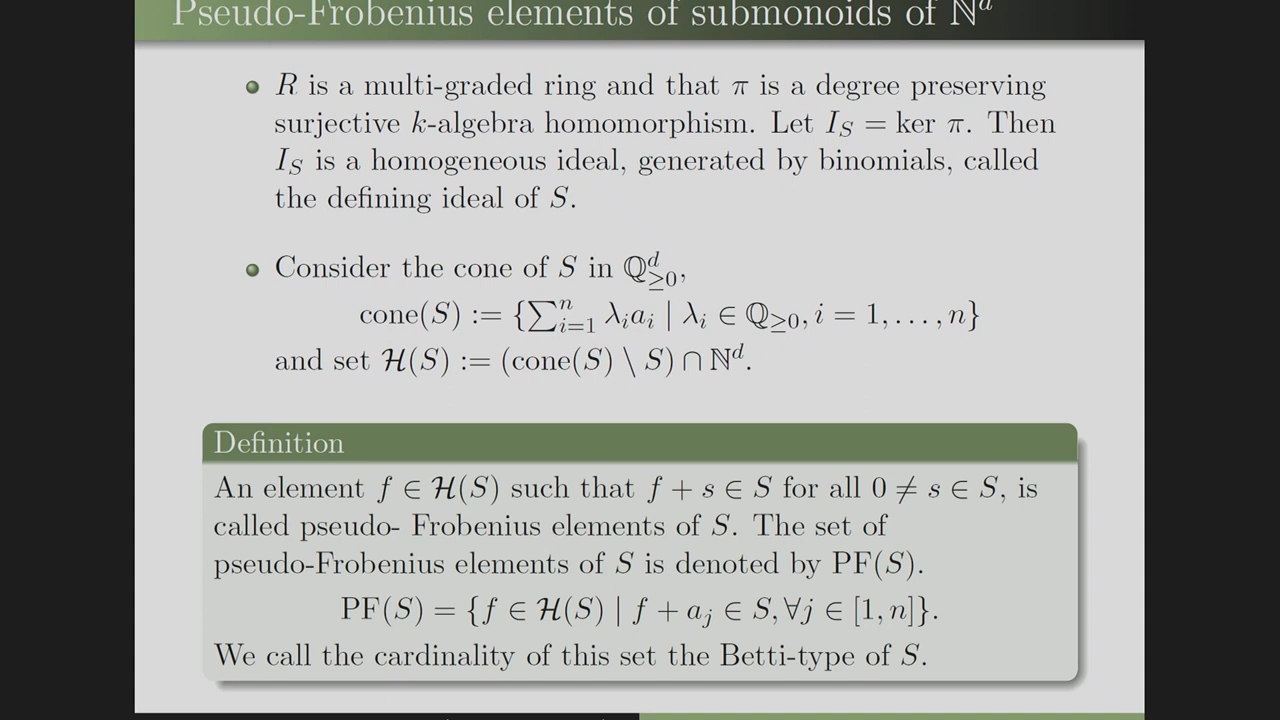 Pseudo-Frobenius elements of submonoids of ℕᵈ
R is a multi-graded ring and that π is a degree preserving
surjective k-algebra homomorphism. Let I_S = ker π. Then
I_S is a homogeneous ideal, generated by binomials, called
the defining ideal of S.
Consider the cone of S in ℚ^d_{≥0},
cone(S) := {∑_{i=1}^n λ_i a_i | λ_i ∈ ℚ_{≥0}, i = 1, . . . , n}
and set ℋ(S) := (cone(S) \ S) ∩ ℕᵈ.
Definition
An element f ∈ ℋ(S) such that f + s ∈ S for all 0 ≠ s ∈ S, is
called pseudo- Frobenius elements of S. The set of
pseudo-Frobenius elements of S is denoted by PF(S).
PF(S) = {f ∈ ℋ(S) | f + a_j ∈ S, ∀j ∈ [1, n]}.
We call the cardinality of this set the Betti-type of S.